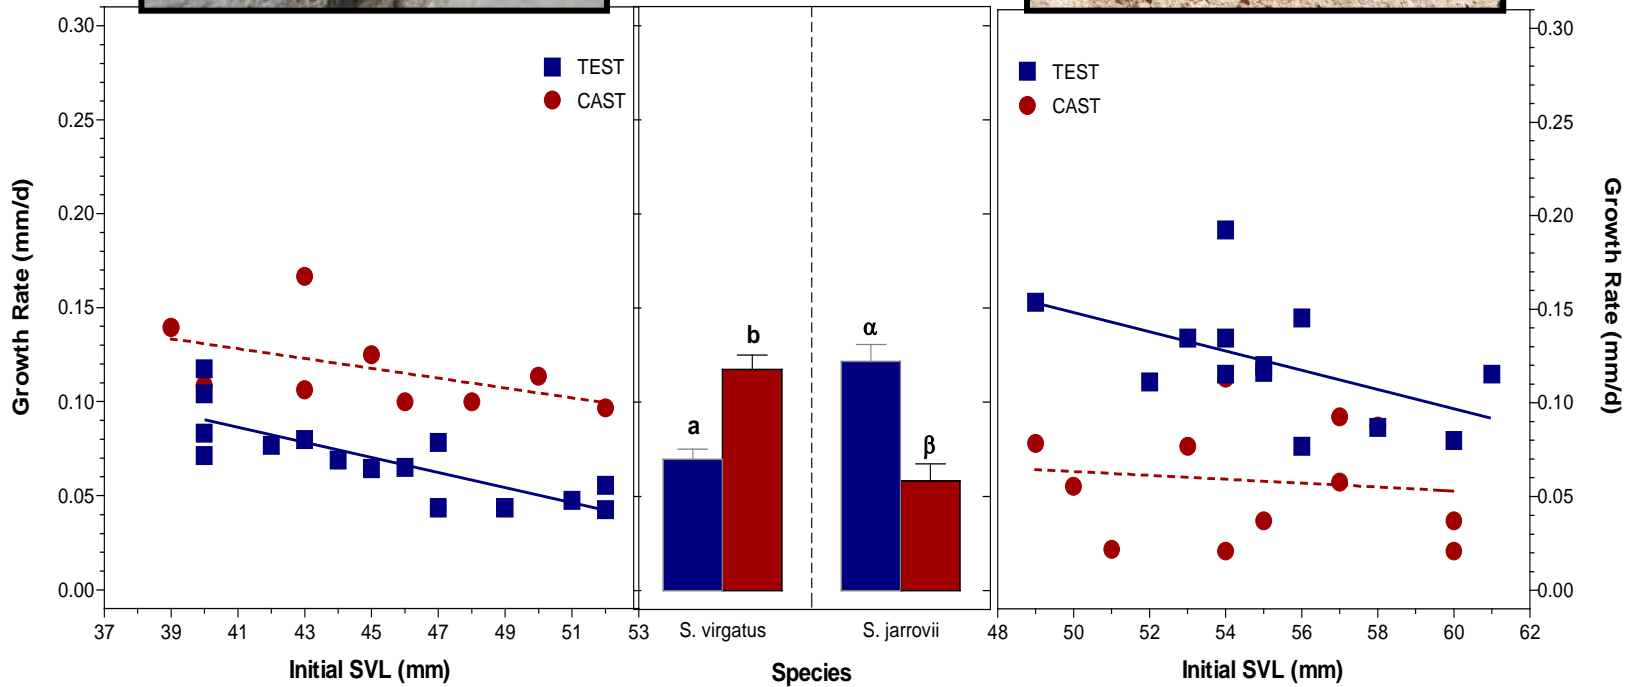 0.30
0.25
0.20
0.15
0.10
0.05
0.00
Growth Rate (mm/d)
TEST
CAST
37 39 41 43 45 47 49 51 53
Initial SVL (mm)
a
b
α
β
S. virgatus
S. jarrovii
Species
TEST
CAST
48 50 52 54 56 58 60 62
Initial SVL (mm)
0.30
0.25
0.20
0.15
0.10
0.05
0.00
Growth Rate (mm/d)